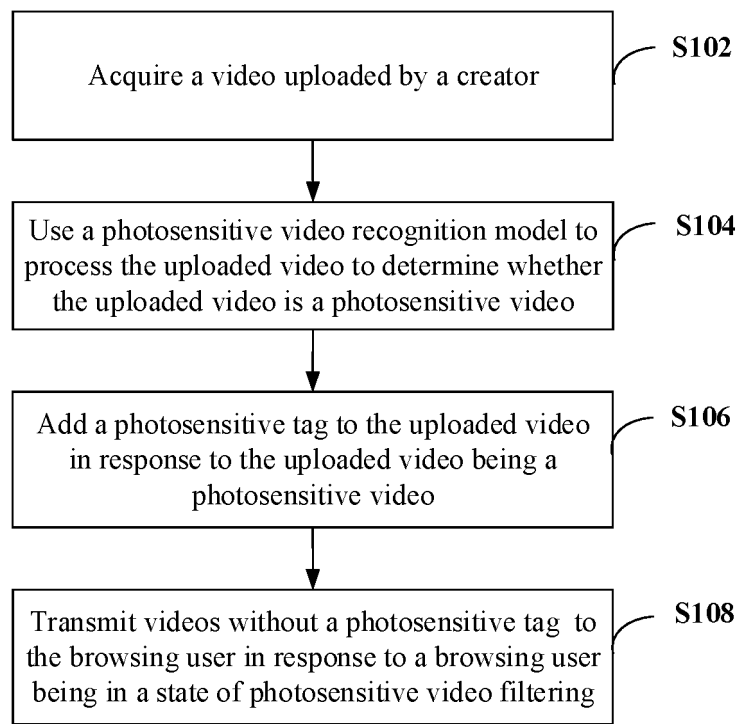 Acquire a video uploaded by a creator
S102
Use a photosensitive video recognition model to
process the uploaded video to determine whether
the uploaded video is a photosensitive video
S104
Add a photosensitive tag to the uploaded video
in response to the uploaded video being a
photosensitive video
S106
Transmit videos without a photosensitive tag to
the browsing user in response to a browsing user
being in a state of photosensitive video filtering
S108